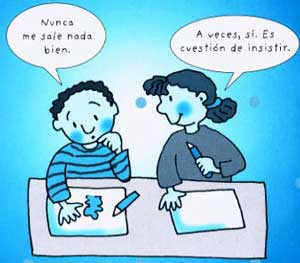 Nunca
me sale nada
bien.
A veces, sí. Es
cuestión de insistir.